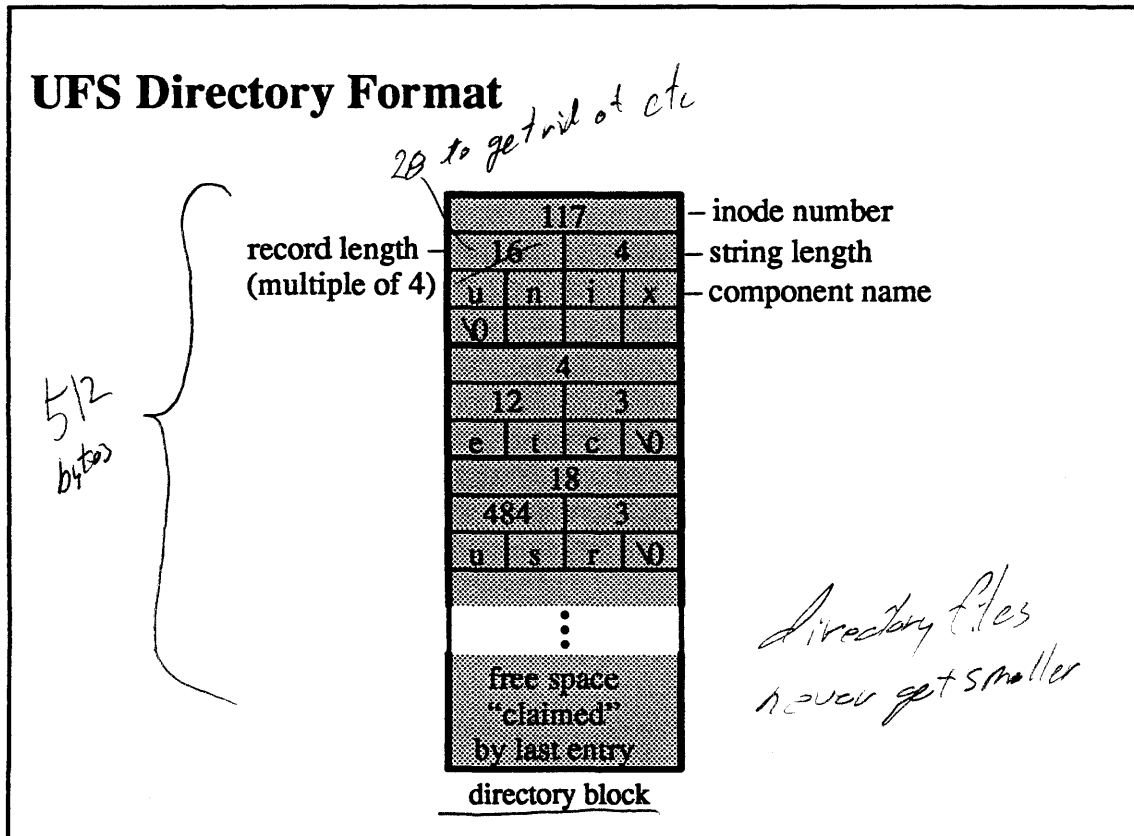 UFS Directory Format
28 to get rid of etc
117
inode number
record length
(multiple of 4)
16 4
string length
u n i x
component name
\0
4
12 3
e t c \0
18
484 3
u s r \0
512
bytes
directory files
never get smaller
free space
“claimed”
by last entry
directory block